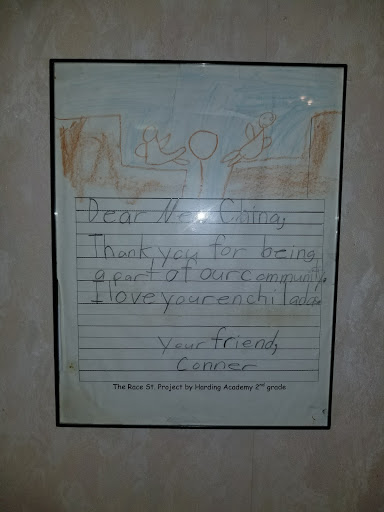 Dear New China,
Thank you for being
a part of our community.
I love your enchilada.
Your friend,
Conner
The Race St. Project by Harding Academy 2nd grade